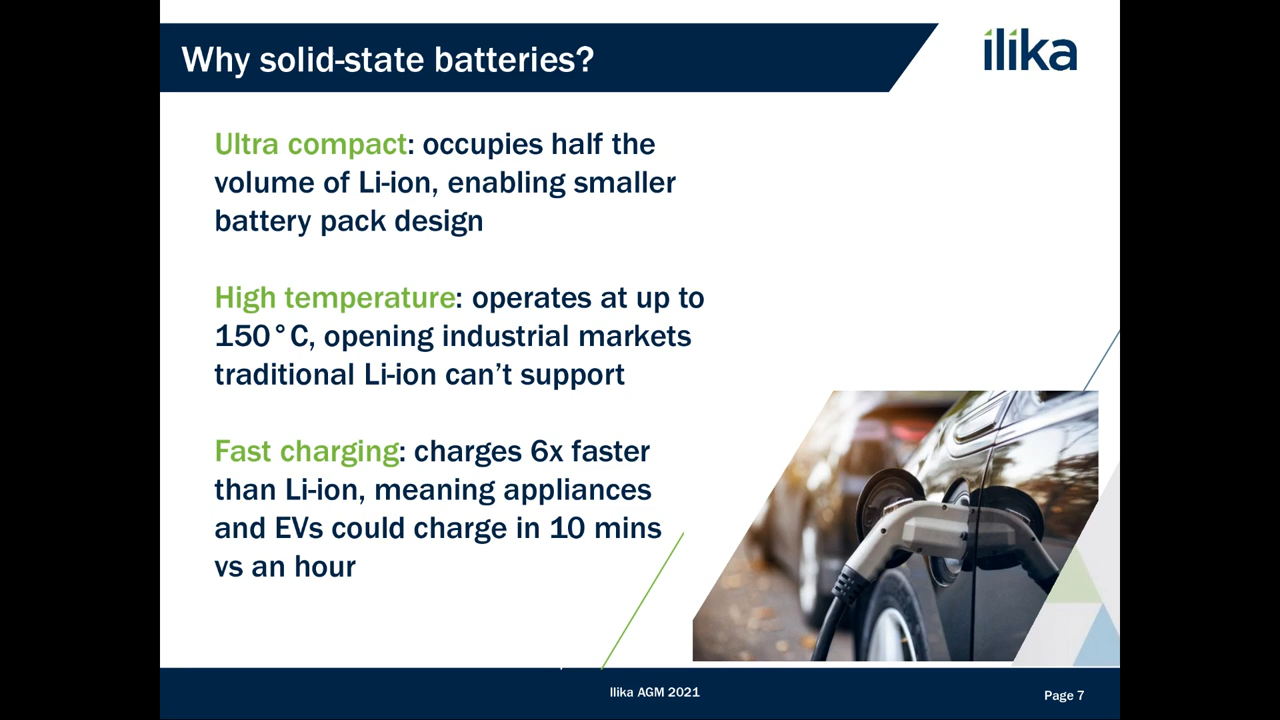 Why solid-state batteries?
ilika
Ultra compact: occupies half the
volume of Li-ion, enabling smaller
battery pack design
High temperature: operates at up to
150°C, opening industrial markets
traditional Li-ion can’t support
Fast charging: charges 6x faster
than Li-ion, meaning appliances
and EVs could charge in 10 mins
vs an hour
Ilika AGM 2021
Page 7